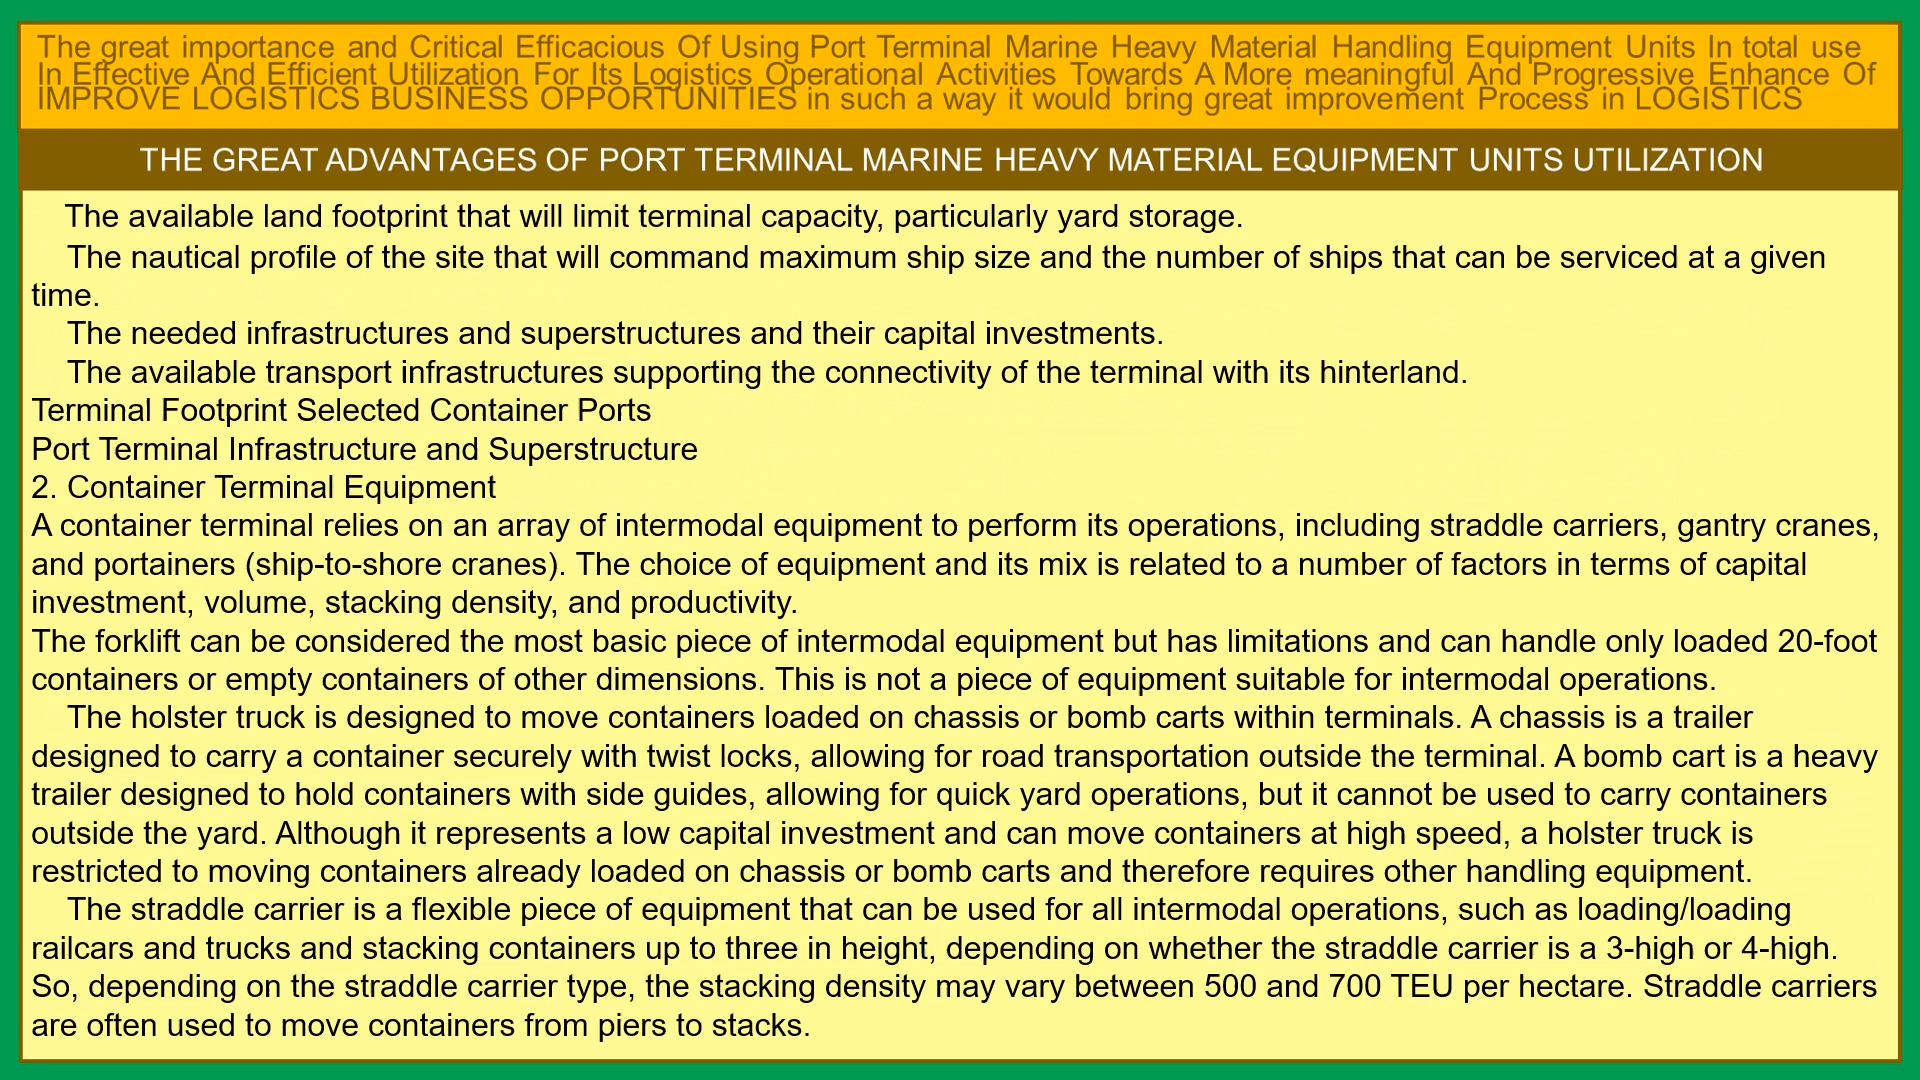 The great importance and Critical Efficacious Of Using Port Terminal Marine Heavy Material Handling Equipment Units In total use
In Effective And Efficient Utilization For Its Logistics Operational Activities Towards A More meaningful And Progressive Enhance Of
IMPROVE LOGISTICS BUSINESS OPPORTUNITIES in such a way it would bring great improvement Process in LOGISTICS
THE GREAT ADVANTAGES OF PORT TERMINAL MARINE HEAVY MATERIAL EQUIPMENT UNITS UTILIZATION
The available land footprint that will limit terminal capacity, particularly yard storage.
The nautical profile of the site that will command maximum ship size and the number of ships that can be serviced at a given
time.
The needed infrastructures and superstructures and their capital investments.
The available transport infrastructures supporting the connectivity of the terminal with its hinterland.
Terminal Footprint Selected Container Ports
Port Terminal Infrastructure and Superstructure
2. Container Terminal Equipment
A container terminal relies on an array of intermodal equipment to perform its operations, including straddle carriers, gantry cranes,
and portainers (ship-to-shore cranes). The choice of equipment and its mix is related to a number of factors in terms of capital
investment, volume, stacking density, and productivity.
The forklift can be considered the most basic piece of intermodal equipment but has limitations and can handle only loaded 20-foot
containers or empty containers of other dimensions. This is not a piece of equipment suitable for intermodal operations.
The holster truck is designed to move containers loaded on chassis or bomb carts within terminals. A chassis is a trailer
designed to carry a container securely with twist locks, allowing for road transportation outside the terminal. A bomb cart is a heavy
trailer designed to hold containers with side guides, allowing for quick yard operations, but it cannot be used to carry containers
outside the yard. Although it represents a low capital investment and can move containers at high speed, a holster truck is
restricted to moving containers already loaded on chassis or bomb carts and therefore requires other handling equipment.
The straddle carrier is a flexible piece of equipment that can be used for all intermodal operations, such as loading/loading
railcars and trucks and stacking containers up to three in height, depending on whether the straddle carrier is a 3-high or 4-high.
So, depending on the straddle carrier type, the stacking density may vary between 500 and 700 TEU per hectare. Straddle carriers
are often used to move containers from piers to stacks.